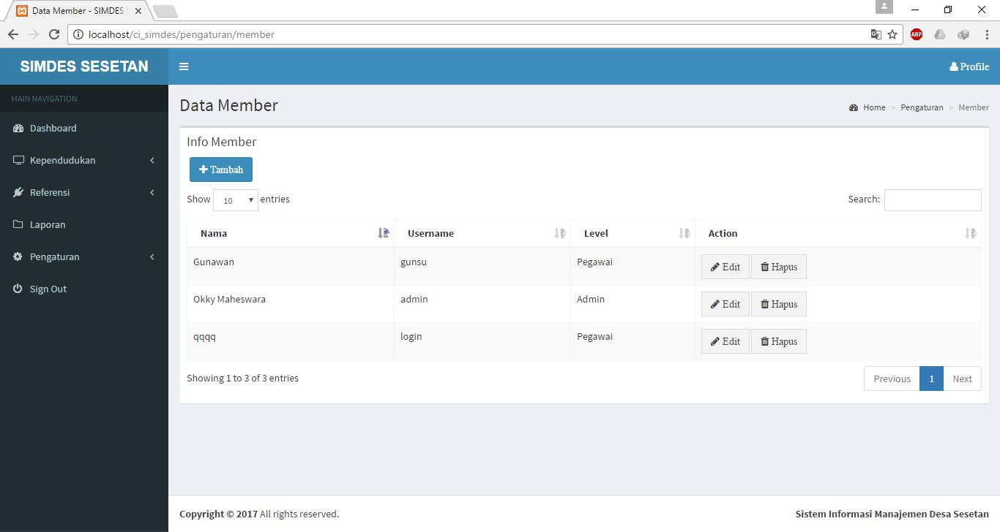 Data Member - SIMDES S
localhost/ci_simdes/pengaturan/member
ABP
SIMDES SESETAN
Profile
MAIN NAVIGATION
Dashboard
Kependudukan
Referensi
Laporan
Pengaturan
Sign Out
Data Member
Home > Pengaturan > Member
Info Member
Tambah
Show 10 entries
Search:
Nama Username Level Action
Gunawan gunsu Pegawai Edit Hapus
Okky Maheswara admin Admin Edit Hapus
qqqq login Pegawai Edit Hapus
Showing 1 to 3 of 3 entries
Previous 1 Next
Copyright © 2017 All rights reserved.
Sistem Informasi Manajemen Desa Sesetan